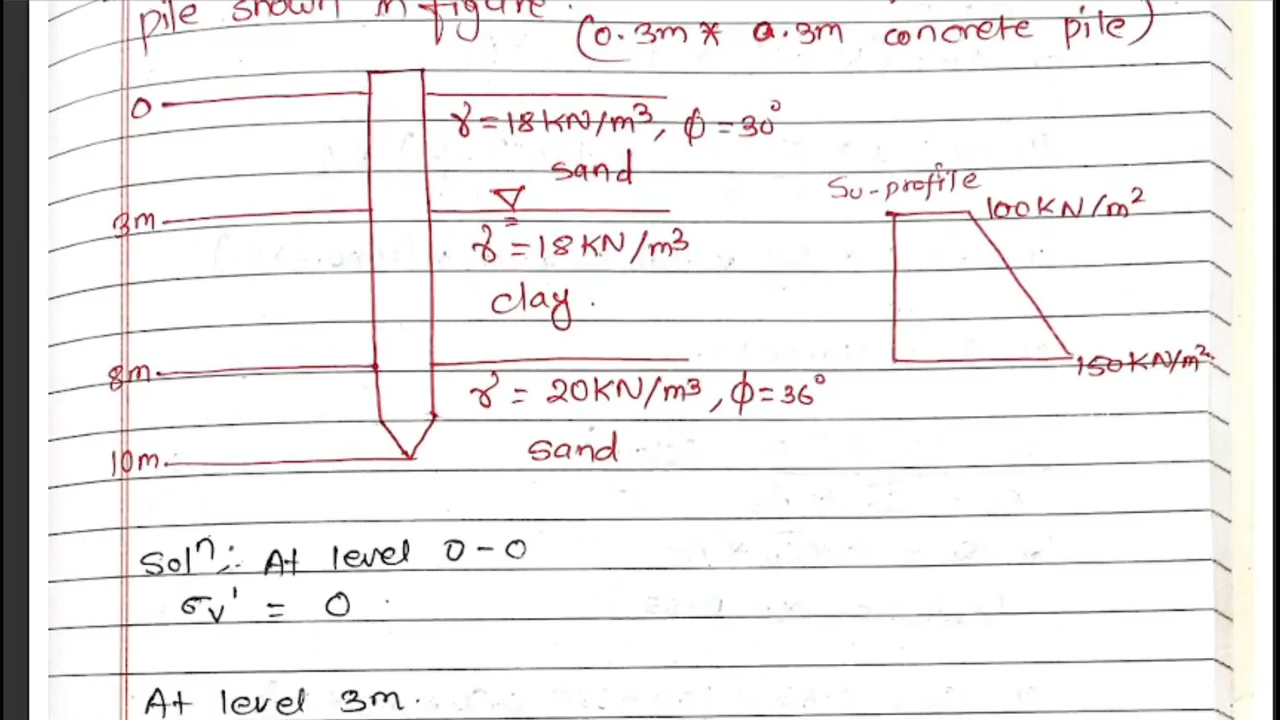 pile shown in figure.
(0.3m * 0.3m concrete pile)
0
γ = 18 KN/m³, ϕ = 30°
sand
Su-profile
3m
100 KN/m²
γ = 18 KN/m³
clay.
8m
150 KN/m²
γ = 20 KN/m³, ϕ = 36°
10m
sand
Solⁿ:. At level 0-0
σv' = 0
At level 3m.